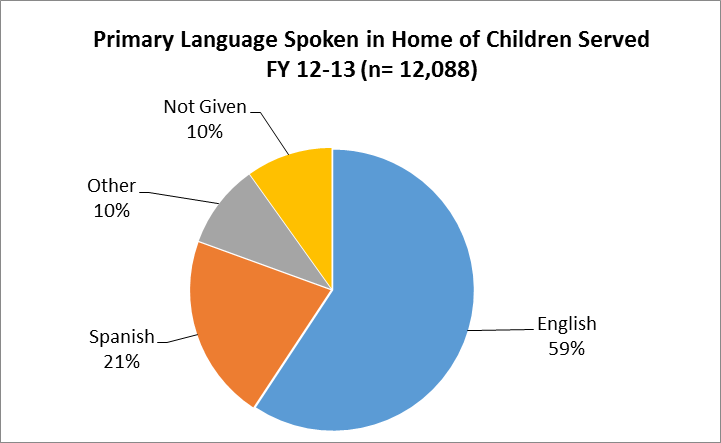 Primary Language Spoken in Home of Children Served
FY 12-13 (n= 12,088)
Not Given
10%
Other
10%
Spanish
21%
English
59%